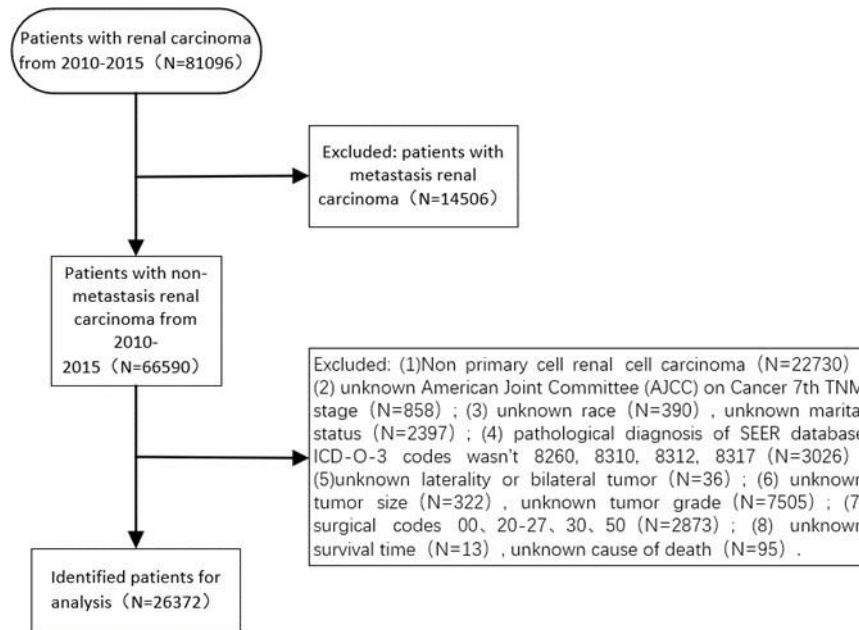 Patients with renal carcinoma
from 2010-2015（N=81096）
Excluded: patients with
metastasis renal
carcinoma（N=14506）
Patients with non-
metastasis renal
carcinoma from
2010-
2015（N=66590）
Excluded: (1)Non primary cell renal cell carcinoma（N=22730）
(2) unknown American Joint Committee (AJCC) on Cancer 7th TNM
stage（N=858）; (3) unknown race（N=390）, unknown marita
status（N=2397）; (4) pathological diagnosis of SEER database
ICD-O-3 codes wasn't 8260, 8310, 8312, 8317（N=3026）
(5)unknown laterality or bilateral tumor（N=36）; (6) unknown
tumor size（N=322）, unknown tumor grade（N=7505）; (7
surgical codes 00、20-27、30、50（N=2873）; (8) unknown
survival time（N=13）, unknown cause of death（N=95）.
Identified patients for
analysis（N=26372）